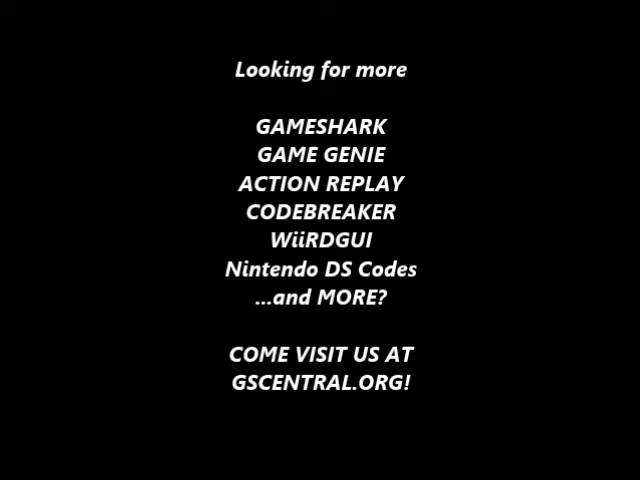 Looking for more
GAMESHARK
GAME GENIE
ACTION REPLAY
CODEBREAKER
WiiRDGUI
Nintendo DS Codes
...and MORE?
COME VISIT US AT
GSCENTRAL.ORG!